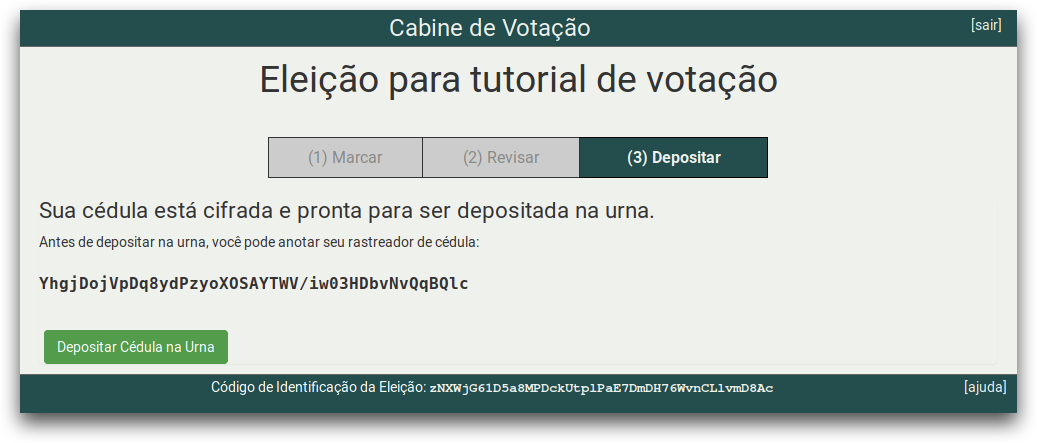 Cabine de Votação
[sair]
Eleição para tutorial de votação
(1) Marcar
(2) Revisar
(3) Depositar
Sua cédula está cifrada e pronta para ser depositada na urna.
Antes de depositar na urna, você pode anotar seu rastreador de cédula:
YhgjDojVpDq8ydPzyoXOSAYTWV/iw03HDbvNvQqBQlc
Depositar Cédula na Urna
Código de Identificação da Eleição: zNXWjG61D5a8MPDckUtplPaE7DmDH76WvnCLlvmD8Ac
[ajuda]